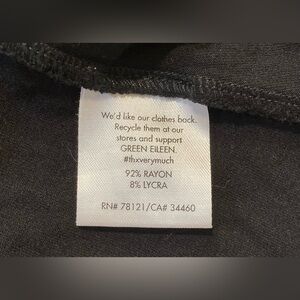 We'd like our clothes back.
Recycle them at our
stores and support
GREEN EILEEN.
#thxverymuch
92% RAYON
8% LYCRA
RN# 78121/CA# 34460